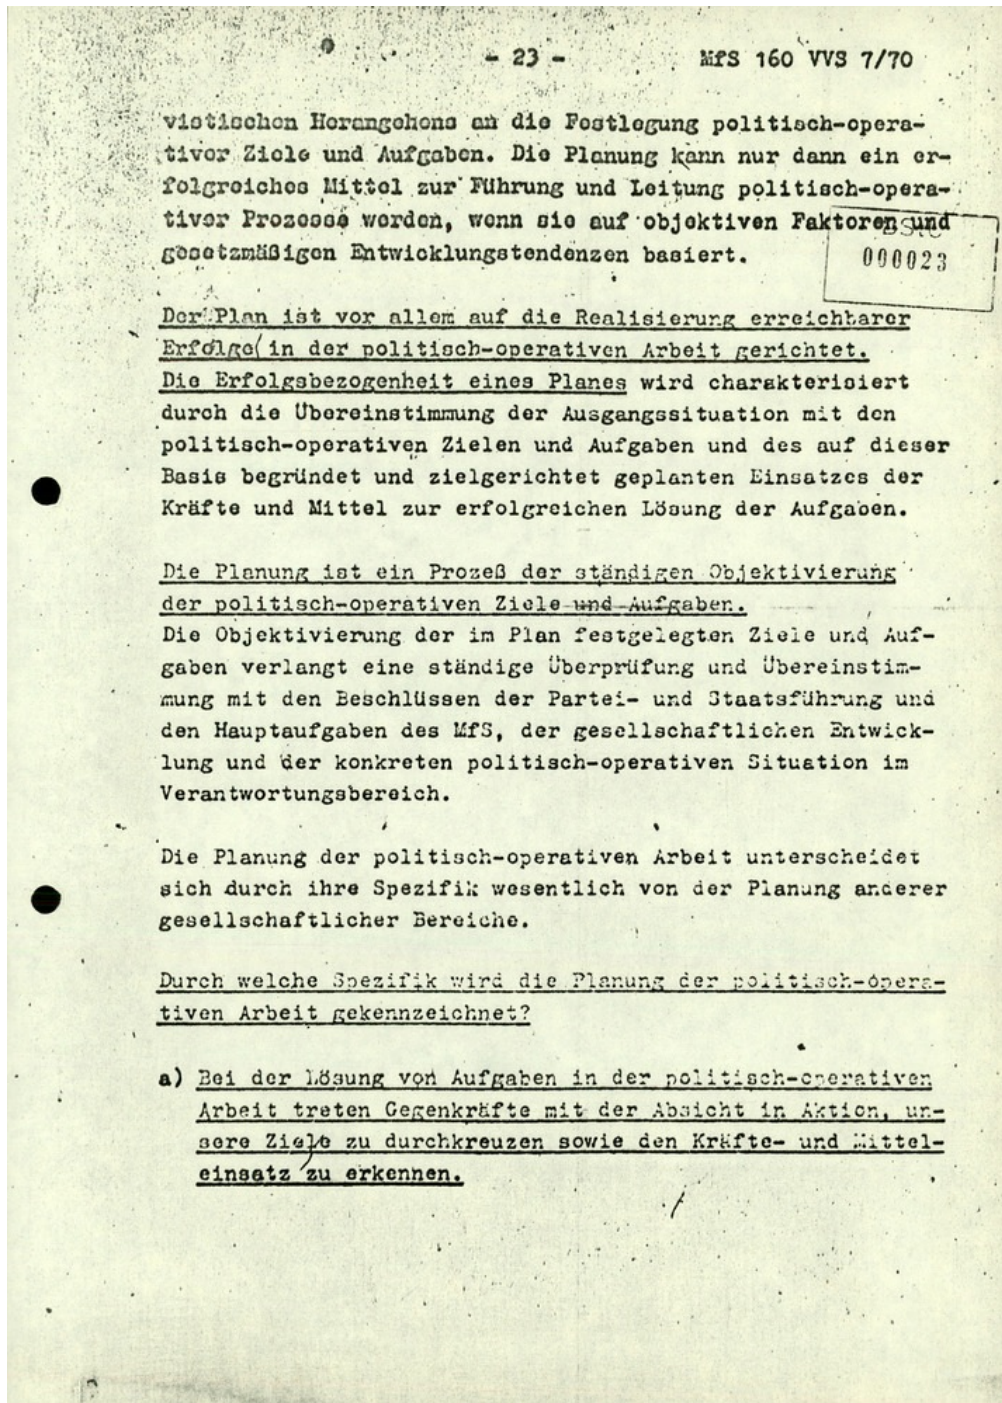 - 23 -
MfS 160 VVS 7/70
vistischen Herangehens an die Festlegung politisch-opera-
tiver Ziele und Aufgaben. Die Planung kann nur dann ein er-
folgreiches Mittel zur Führung und Leitung politisch-opera-
tiver Prozesse werden, wenn sie auf objektiven Faktoren und
gesetzmäßigen Entwicklungstendenzen basiert.
BStU
000023
Der Plan ist vor allem auf die Realisierung erreichbarer
Erfolge in der politisch-operativen Arbeit gerichtet.
Die Erfolgsbezogenheit eines Planes wird charakterisiert
durch die Übereinstimmung der Ausgangssituation mit den
politisch-operativen Zielen und Aufgaben und des auf dieser
Basis begründet und zielgerichtet geplanten Einsatzes der
Kräfte und Mittel zur erfolgreichen Lösung der Aufgaben.
Die Planung ist ein Prozeß der ständigen Objektivierung
der politisch-operativen Ziele und Aufgaben.
Die Objektivierung der im Plan festgelegten Ziele und Auf-
gaben verlangt eine ständige Überprüfung und Übereinstim-
mung mit den Beschlüssen der Partei- und Staatsführung und
den Hauptaufgaben des MfS, der gesellschaftlichen Entwick-
lung und der konkreten politisch-operativen Situation im
Verantwortungsbereich.
Die Planung der politisch-operativen Arbeit unterscheidet
sich durch ihre Spezifik wesentlich von der Planung anderer
gesellschaftlicher Bereiche.
Durch welche Spezifik wird die Planung der politisch-opera-
tiven Arbeit gekennzeichnet?
a) Bei der Lösung von Aufgaben in der politisch-operativen
Arbeit treten Gegenkräfte mit der Absicht in Aktion, un-
sere Ziele zu durchkreuzen sowie den Kräfte- und Mittel-
einsatz zu erkennen.